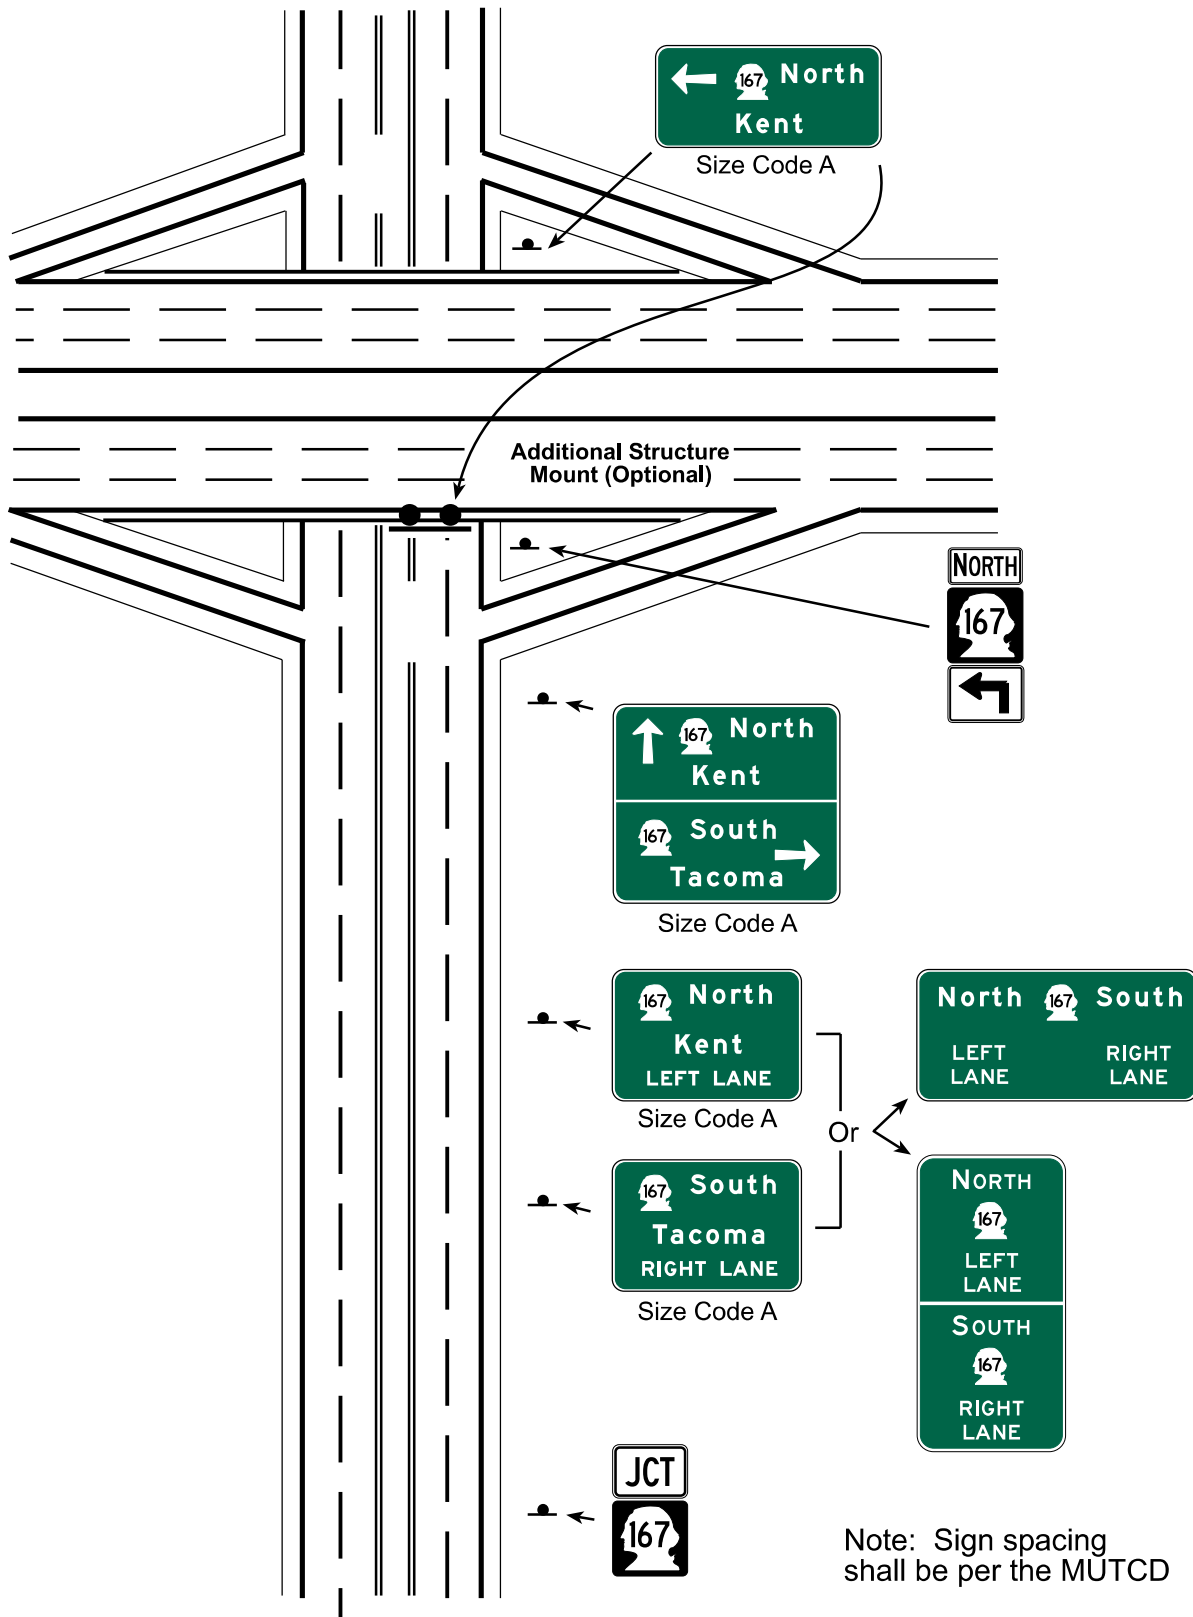 167 North
Kent
Size Code A
Additional Structure
Mount (Optional)
NORTH
167
167 North
Kent
167 South
Tacoma
Size Code A
167 North
Kent
LEFT LANE
Size Code A
North 167 South
LEFT RIGHT
LANE LANE
Or
167 South
Tacoma
RIGHT LANE
Size Code A
NORTH
167
LEFT
LANE
SOUTH
167
RIGHT
LANE
JCT
167
Note: Sign spacing
shall be per the MUTCD